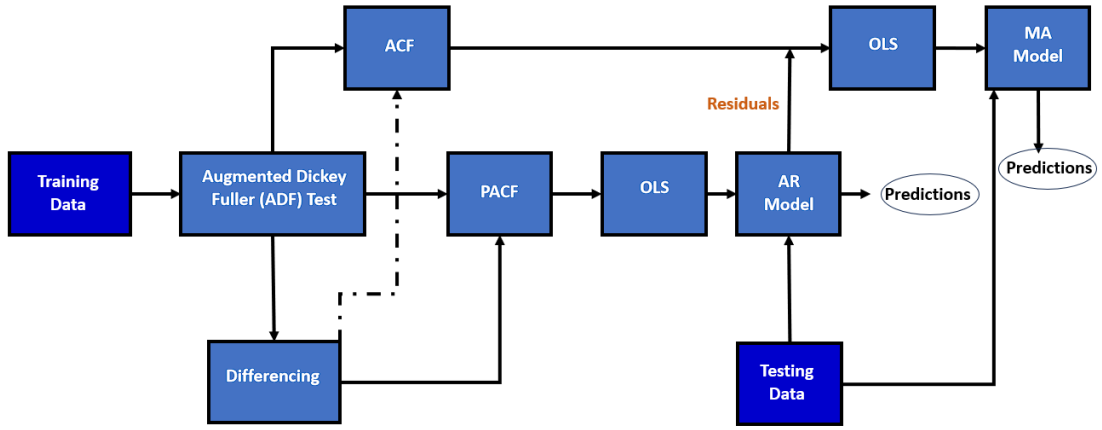 ACF
OLS
MA
Model
Residuals
Predictions
Training
Data
Augmented Dickey
Fuller (ADF) Test
PACF
OLS
AR
Model
Predictions
Differencing
Testing
Data